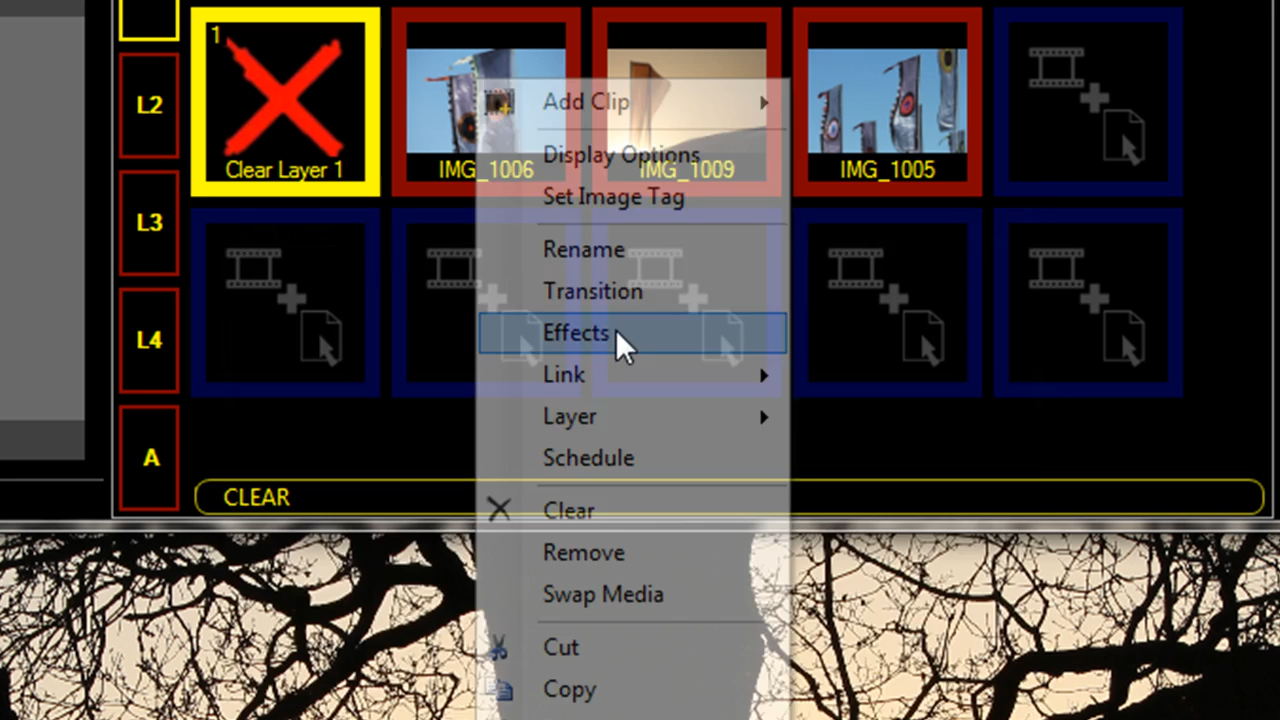 1
Clear Layer 1
IMG_1006
IMG_1009
IMG_1005
L2
L3
L4
A
CLEAR
Add Clip
Display Options
Set Image Tag
Rename
Transition
Effects
Link
Layer
Schedule
Clear
Remove
Swap Media
Cut
Copy